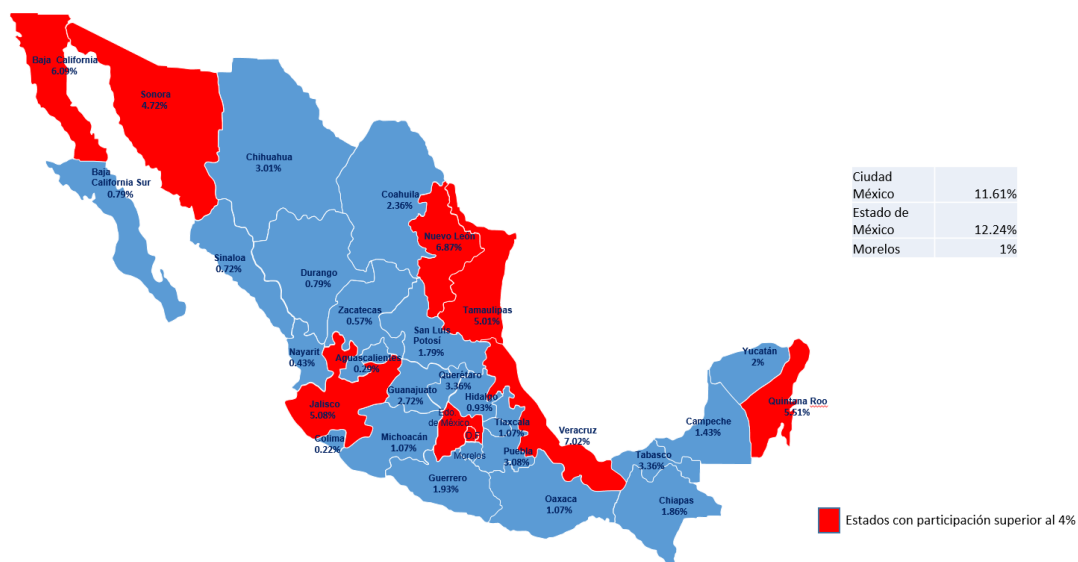 Baja California
6.09%
Sonora
4.72%
Chihuahua
3.01%
Baja
California Sur
0.79%
Coahuila
2.36%
Ciudad
México 11.61%
Estado de
México 12.24%
Morelos 1%
Nuevo León
6.87%
Sinaloa
0.72%
Durango
0.79%
Zacatecas
0.57%
Tamaulipas
5.01%
San Luis
Potosí
1.79%
Nayarit
0.43%
Aguascalientes
0.29%
Yucatán
2%
Querétaro
3.36%
Guanajuato
2.72%
Hidalgo
0.93%
Jalisco
5.08%
Quintana Roo
5.51%
Edo
de México
D.F.
Tlaxcala
1.07%
Veracruz
7.02%
Campeche
1.43%
Colima
0.22%
Michoacán
1.07%
Morelos
Puebla
3.08%
Tabasco
3.36%
Guerrero
1.93%
Oaxaca
1.07%
Chiapas
1.86%
Estados con participación superior al 4%